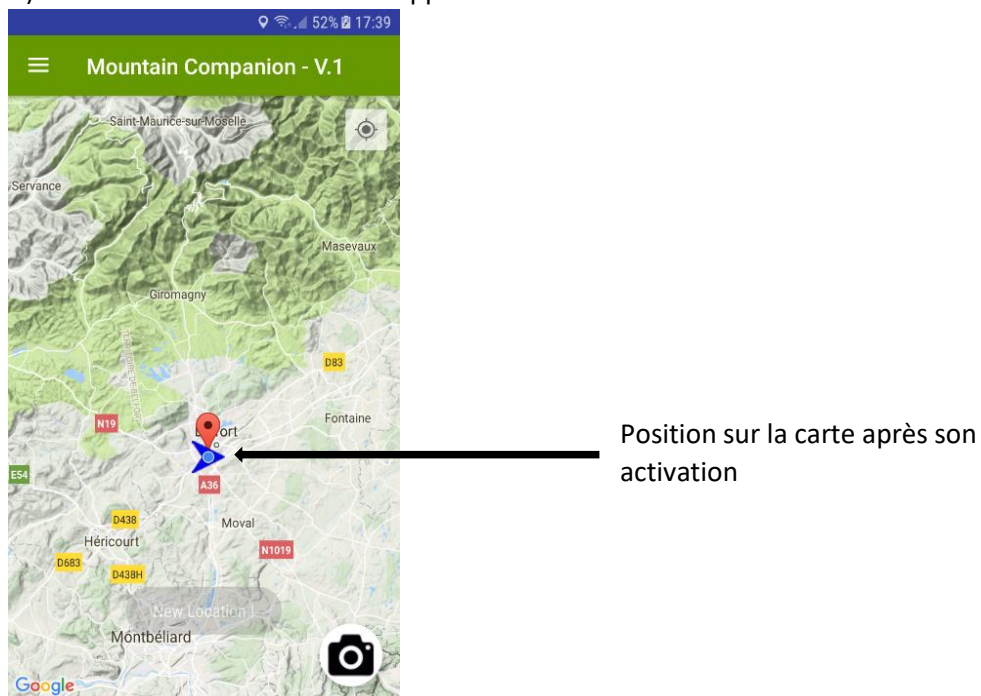 52% 17:39
Mountain Companion - V.1
Saint-Maurice-sur-Moselle
Servance
Masevaux
Giromagny
D83
N19
Fontaine
Position sur la carte après son
activation
E54
A36
D438
Moval
Héricourt
N1019
D683
D438H
New Location !
Montbéliard
Google